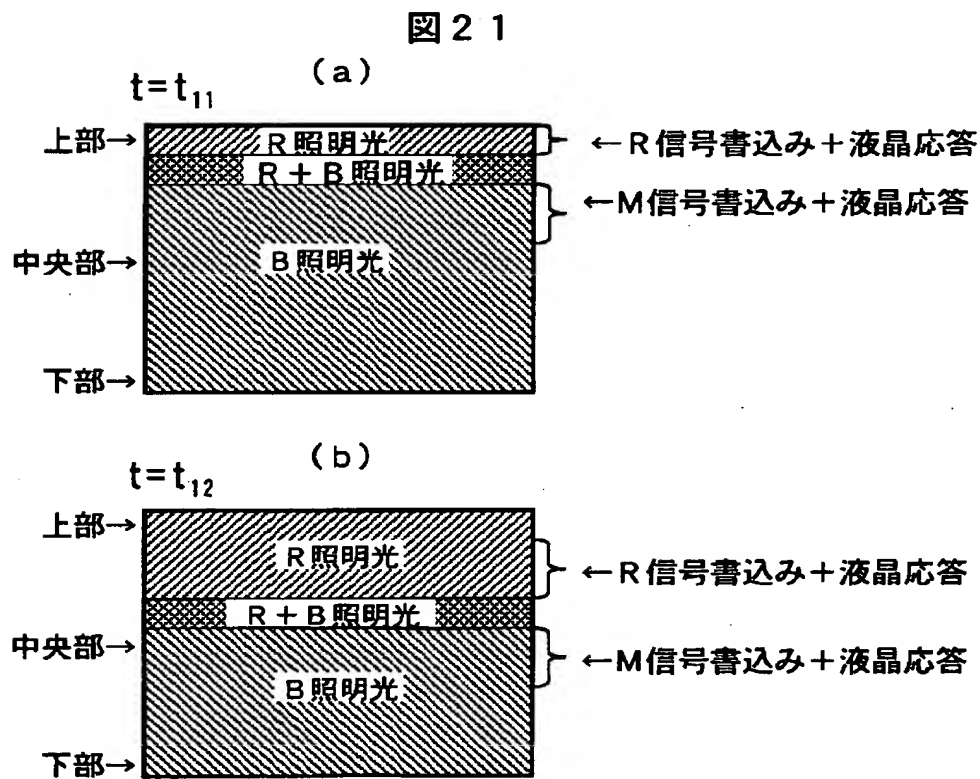 図21
(a)
t=t11
上部→
R照明光
←R信号書込み+液晶応答
R+B照明光
←M信号書込み+液晶応答
中央部→
B照明光
下部→
(b)
t=t12
上部→
R照明光
←R信号書込み+液晶応答
R+B照明光
中央部→
←M信号書込み+液晶応答
B照明光
下部→